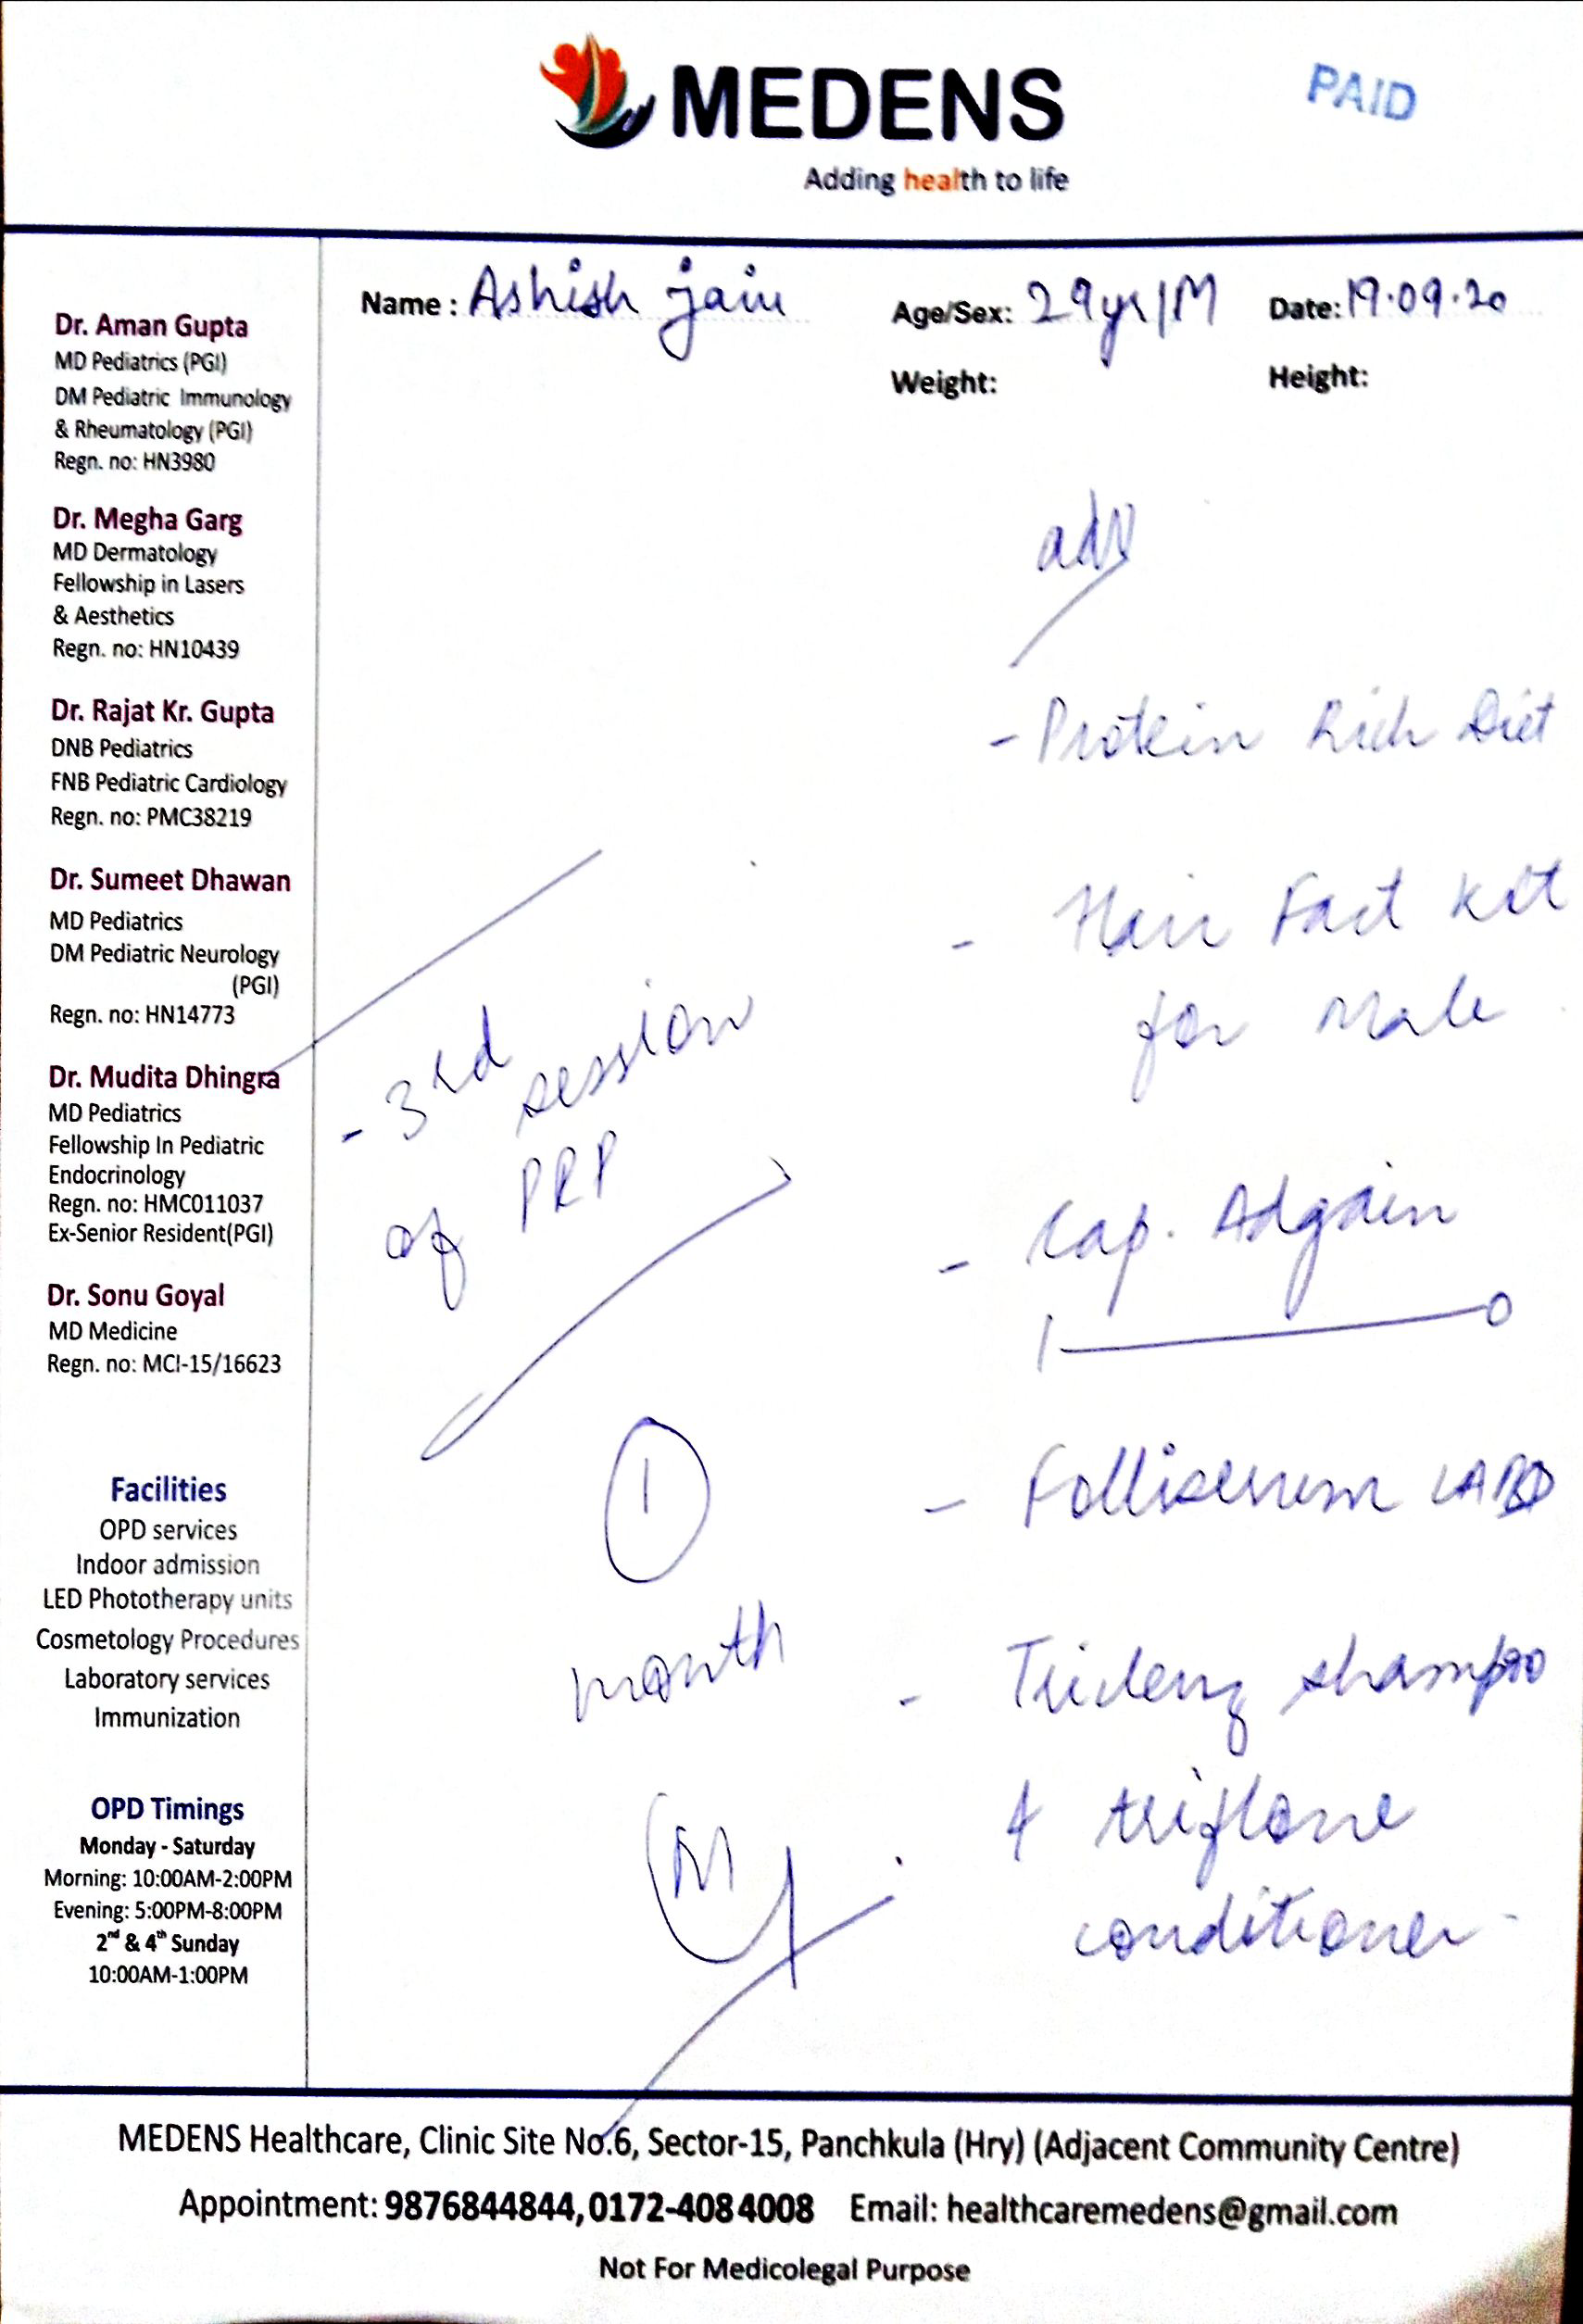 MEDENS
Adding health to life
PAID
Name : Ashish Jain Age/Sex: 29yr/M Date: 19.09.20
Weight: Height:
Dr. Aman Gupta
MD Pediatrics (PGI)
DM Pediatric Immunology
& Rheumatology (PGI)
Regn. no: HN3980
Dr. Megha Garg
MD Dermatology
Fellowship in Lasers
& Aesthetics
Regn. no: HN10439
Dr. Rajat Kr. Gupta
DNB Pediatrics
FNB Pediatric Cardiology
Regn. no: PMC38219
Dr. Sumeet Dhawan
MD Pediatrics
DM Pediatric Neurology
(PGI)
Regn. no: HN14773
Dr. Mudita Dhingra
MD Pediatrics
Fellowship In Pediatric
Endocrinology
Regn. no: HMC011037
Ex-Senior Resident(PGI)
Dr. Sonu Goyal
MD Medicine
Regn. no: MCI-15/16623
Facilities
OPD services
Indoor admission
LED Phototherapy units
Cosmetology Procedures
Laboratory services
Immunization
OPD Timings
Monday - Saturday
Morning: 10:00AM-2:00PM
Evening: 5:00PM-8:00PM
2nd & 4th Sunday
10:00AM-1:00PM
- 3rd session
of PRP
1
month
adv
- Protein Rich Diet
- Hair Fact Kit
for Male
- Cap. Adgain
1 — 0
- Folliserum
- shampoo
conditioner
MEDENS Healthcare, Clinic Site No.6, Sector-15, Panchkula (Hry) (Adjacent Community Centre)
Appointment: 9876844844, 0172-4084008 Email: healthcaremedens@gmail.com
Not For Medicolegal Purpose